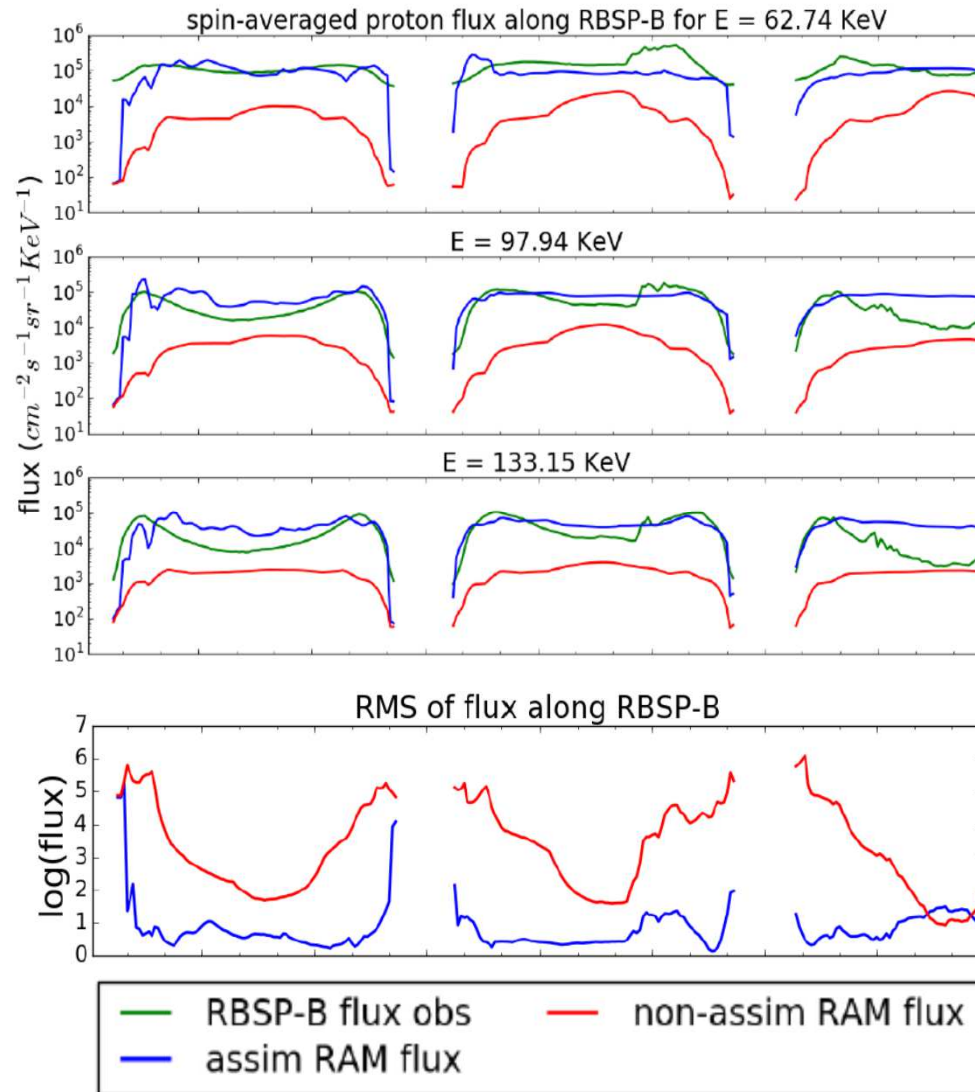 spin-averaged proton flux along RBSP-B for E = 62.74 KeV
10^6
10^5
10^4
10^3
10^2
10^1
E = 97.94 KeV
10^6
10^5
10^4
10^3
10^2
10^1
flux (cm^{-2}s^{-1}sr^{-1}KeV^{-1})
E = 133.15 KeV
10^6
10^5
10^4
10^3
10^2
10^1
RMS of flux along RBSP-B
7
6
5
4
3
2
1
0
log(flux)
RBSP-B flux obs
non-assim RAM flux
assim RAM flux